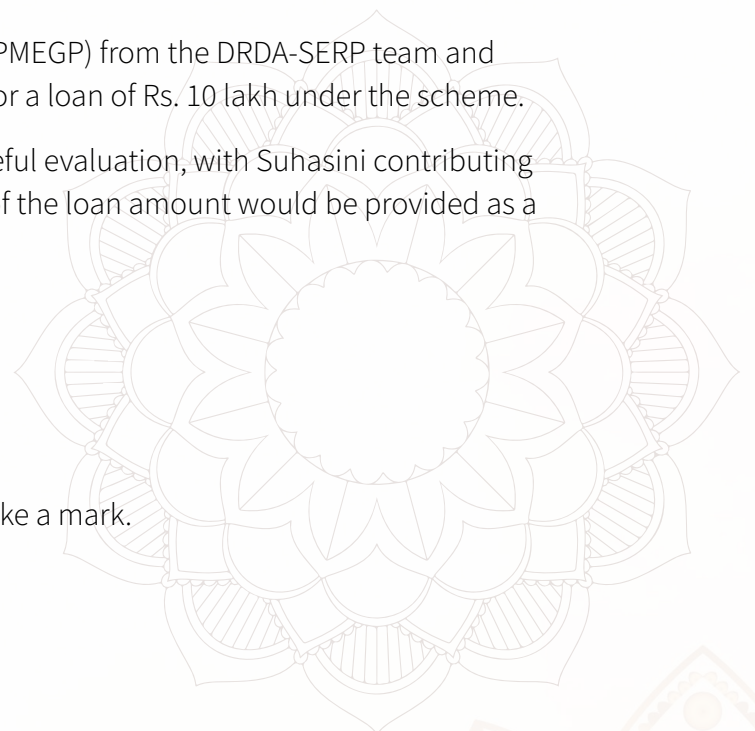 PMEGP) from the DRDA-SERP team and
or a loan of Rs. 10 lakh under the scheme.
eful evaluation, with Suhasini contributing
f the loan amount would be provided as a
ke a mark.